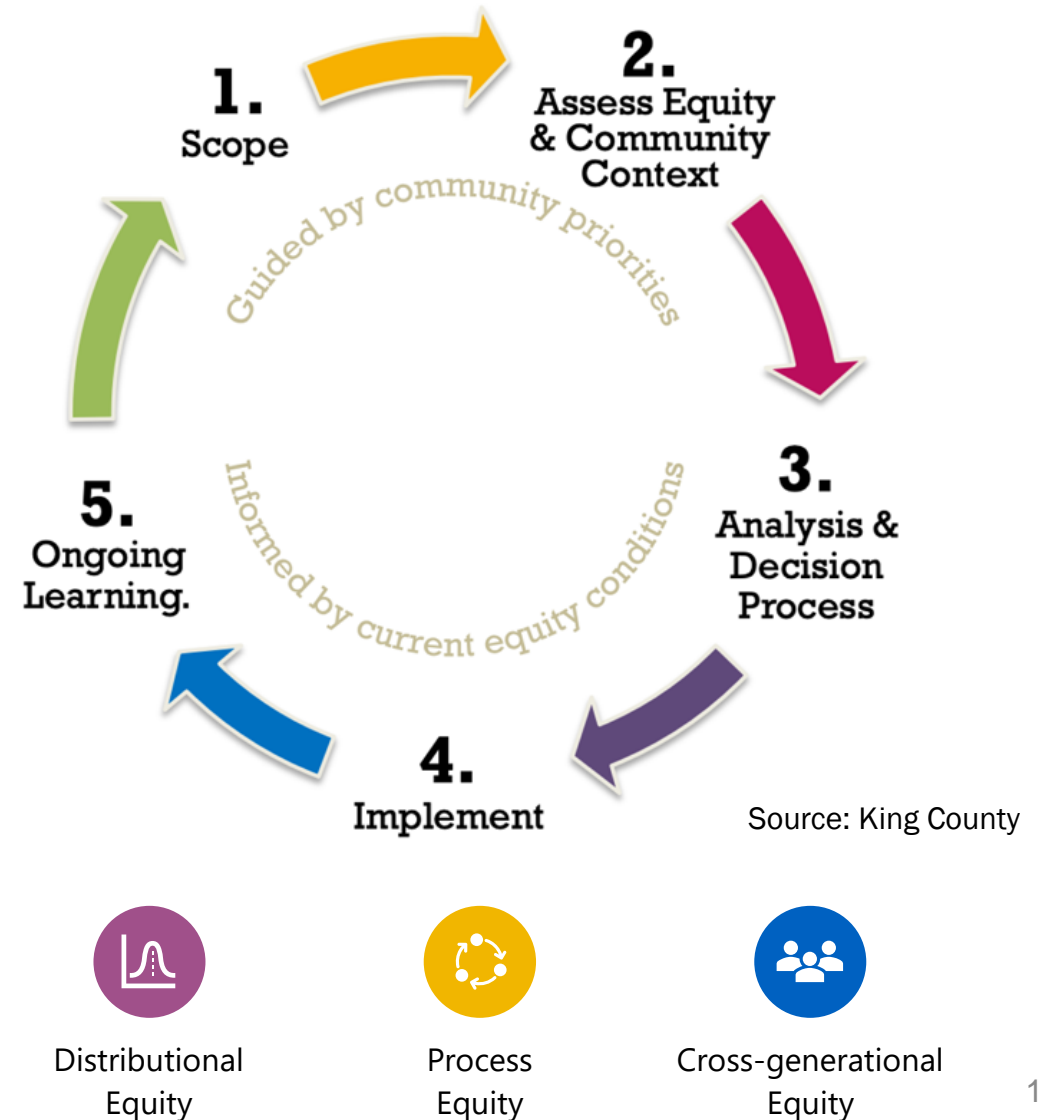 1.
Scope
2.
Assess Equity
& Community
Context
Guided by community priorities
3.
Analysis &
Decision
Process
5.
Ongoing
Learning.
Informed by current equity conditions
4.
Implement
Source: King County
Distributional
Equity
Process
Equity
Cross-generational
Equity
1